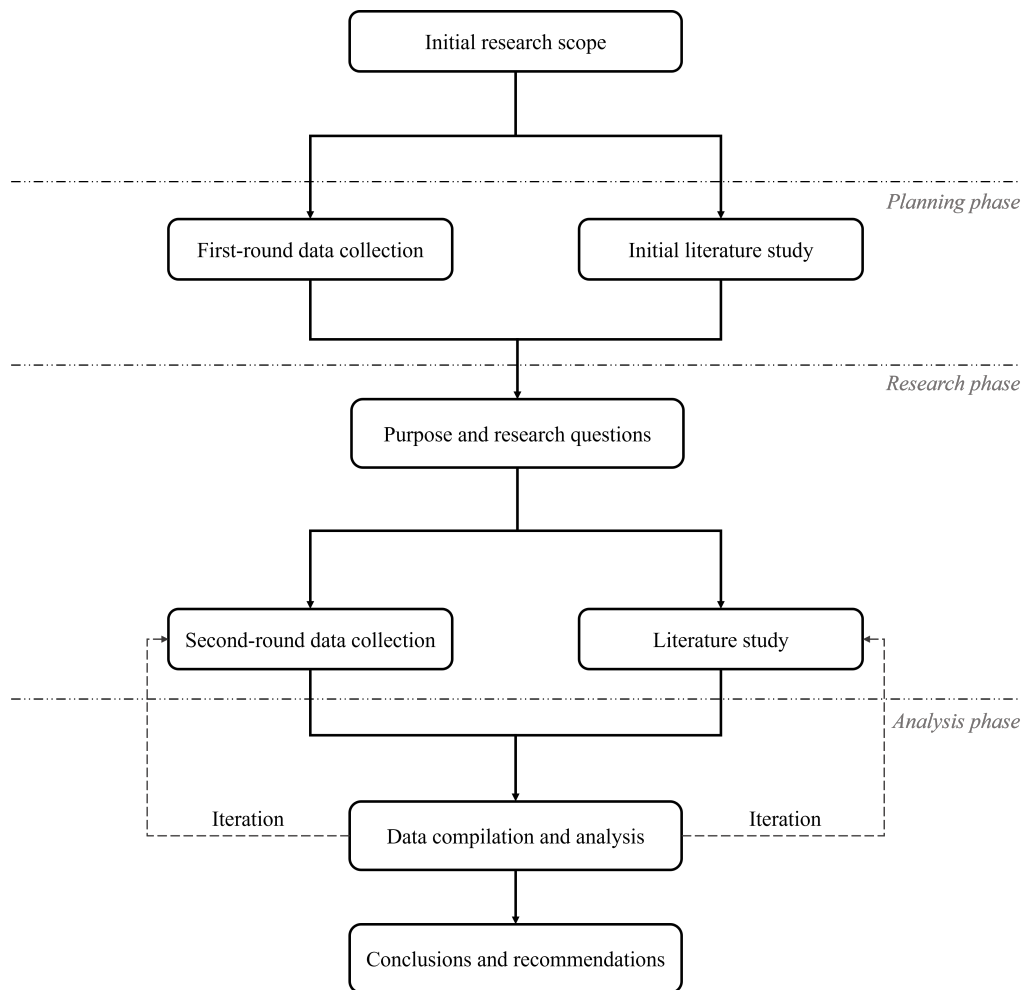 Initial research scope
Planning phase
First-round data collection
Initial literature study
Research phase
Purpose and research questions
Second-round data collection
Literature study
Analysis phase
Iteration
Iteration
Data compilation and analysis
Conclusions and recommendations